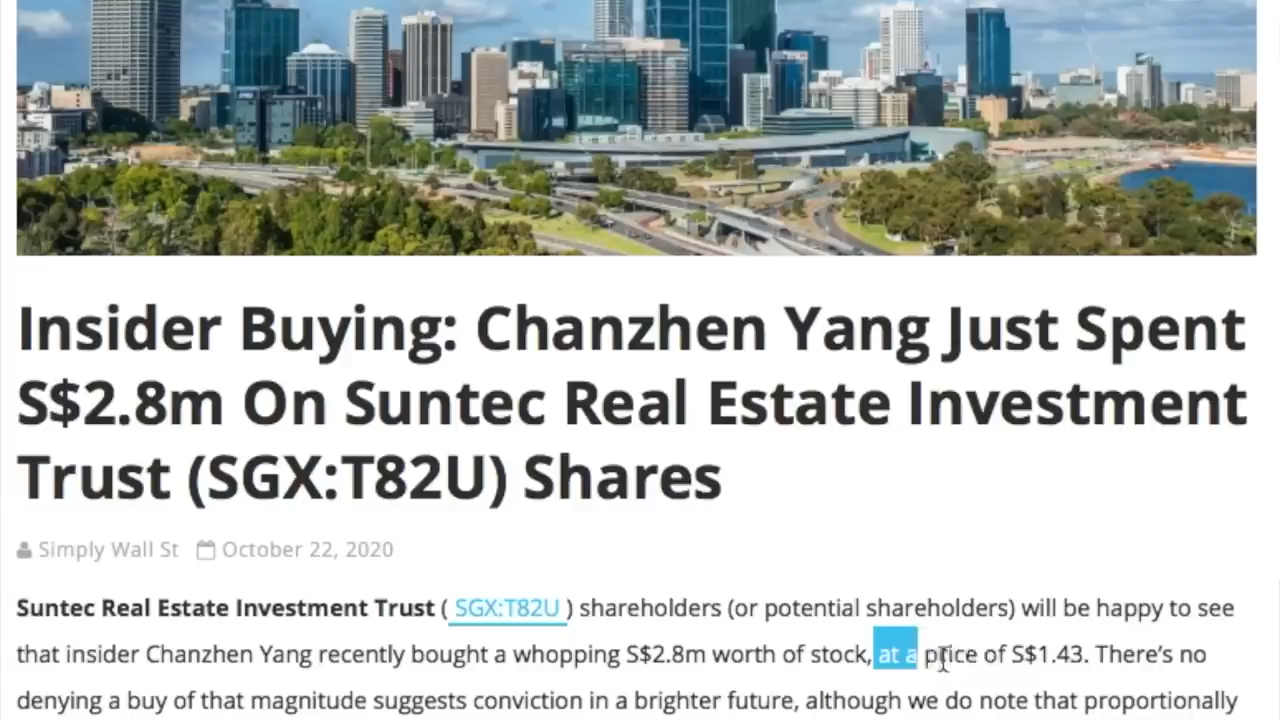 Insider Buying: Chanzhen Yang Just Spent
S$2.8m On Suntec Real Estate Investment
Trust (SGX:T82U) Shares
Simply Wall St October 22, 2020
Suntec Real Estate Investment Trust ( SGX:T82U ) shareholders (or potential shareholders) will be happy to see
that insider Chanzhen Yang recently bought a whopping S$2.8m worth of stock, at a price of S$1.43. There’s no
denying a buy of that magnitude suggests conviction in a brighter future, although we do note that proportionally